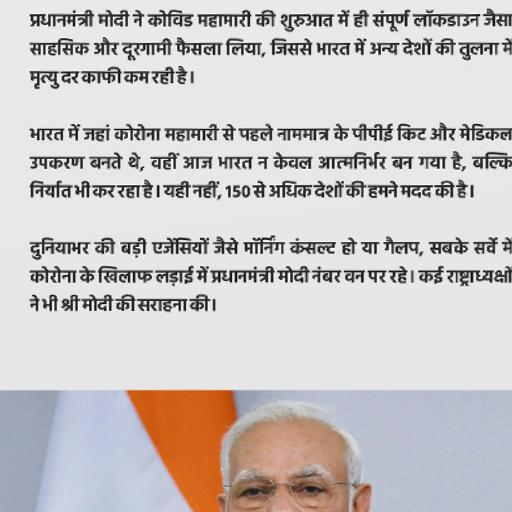 प्रधानमंत्री मोदी ने कोविड महामारी की शुरुआत में ही संपूर्ण लॉकडाउन जैसा
साहसिक और दूरगामी फैसला लिया, जिससे भारत में अन्य देशों की तुलना में
मृत्यु दर काफी कम रही है।
भारत में जहां कोरोना महामारी से पहले नाममात्र के पीपीई किट और मेडिकल
उपकरण बनते थे, वहीं आज भारत न केवल आत्मनिर्भर बन गया है, बल्कि
निर्यात भी कर रहा है। यही नहीं, 150 से अधिक देशों की हमने मदद की है।
दुनियाभर की बड़ी एजेंसियों जैसे मॉर्निंग कंसल्ट हो या गैलप, सबके सर्वे में
कोरोना के खिलाफ लड़ाई में प्रधानमंत्री मोदी नंबर वन पर रहे। कई राष्ट्राध्यक्षों
ने भी श्री मोदी की सराहना की।